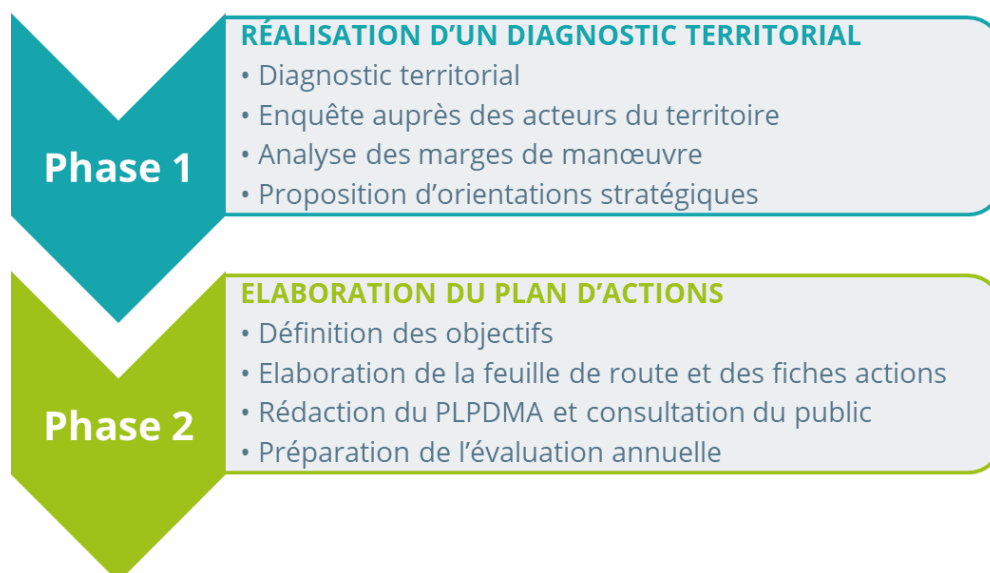 Phase 1
RÉALISATION D’UN DIAGNOSTIC TERRITORIAL
• Diagnostic territorial
• Enquête auprès des acteurs du territoire
• Analyse des marges de manœuvre
• Proposition d’orientations stratégiques
Phase 2
ELABORATION DU PLAN D’ACTIONS
• Définition des objectifs
• Elaboration de la feuille de route et des fiches actions
• Rédaction du PLPDMA et consultation du public
• Préparation de l’évaluation annuelle